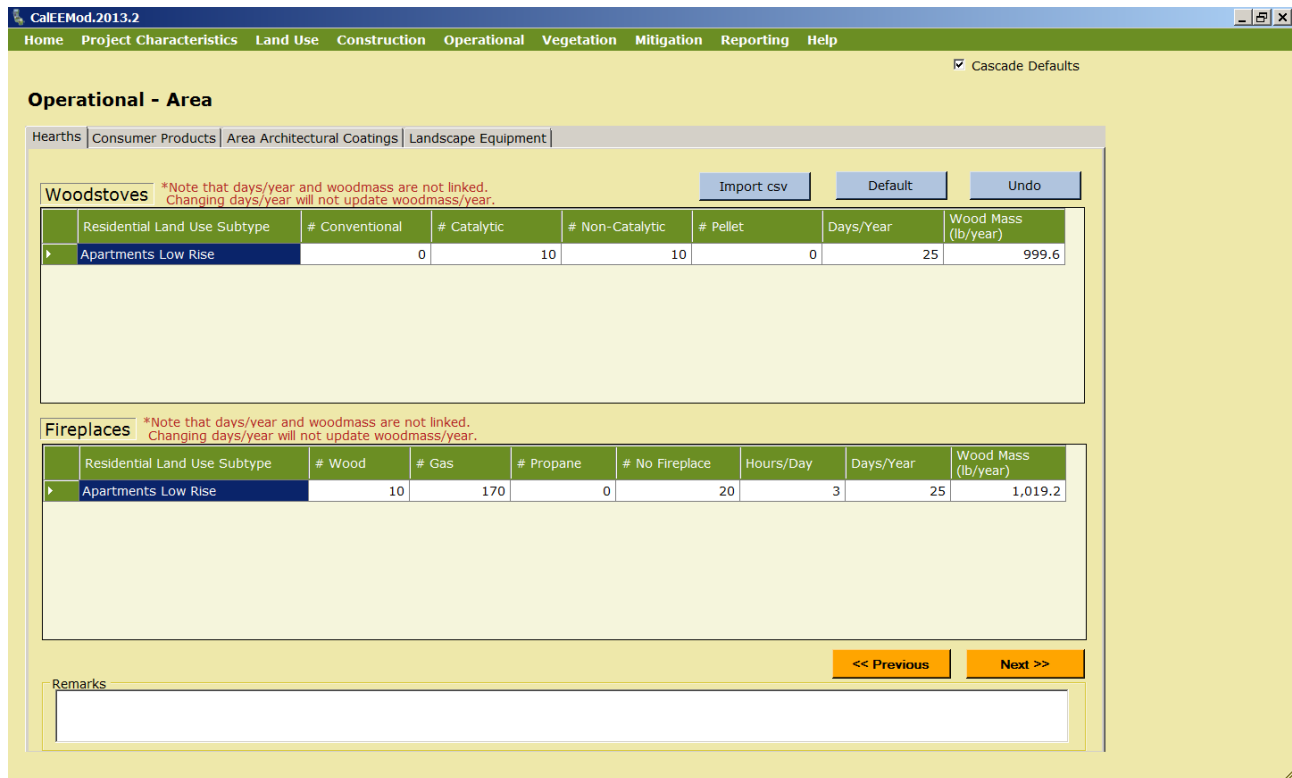 CalEEMod.2013.2
Home Project Characteristics Land Use Construction Operational Vegetation Mitigation Reporting Help
Cascade Defaults
Operational - Area
Hearths Consumer Products Area Architectural Coatings Landscape Equipment
Woodstoves
*Note that days/year and woodmass are not linked.
Changing days/year will not update woodmass/year.
Import csv Default Undo
Residential Land Use Subtype # Conventional # Catalytic # Non-Catalytic # Pellet Days/Year Wood Mass (lb/year)
Apartments Low Rise 0 10 10 0 25 999.6
Fireplaces
*Note that days/year and woodmass are not linked.
Changing days/year will not update woodmass/year.
Residential Land Use Subtype # Wood # Gas # Propane # No Fireplace Hours/Day Days/Year Wood Mass (lb/year)
Apartments Low Rise 10 170 0 20 3 25 1,019.2
<< Previous Next >>
Remarks